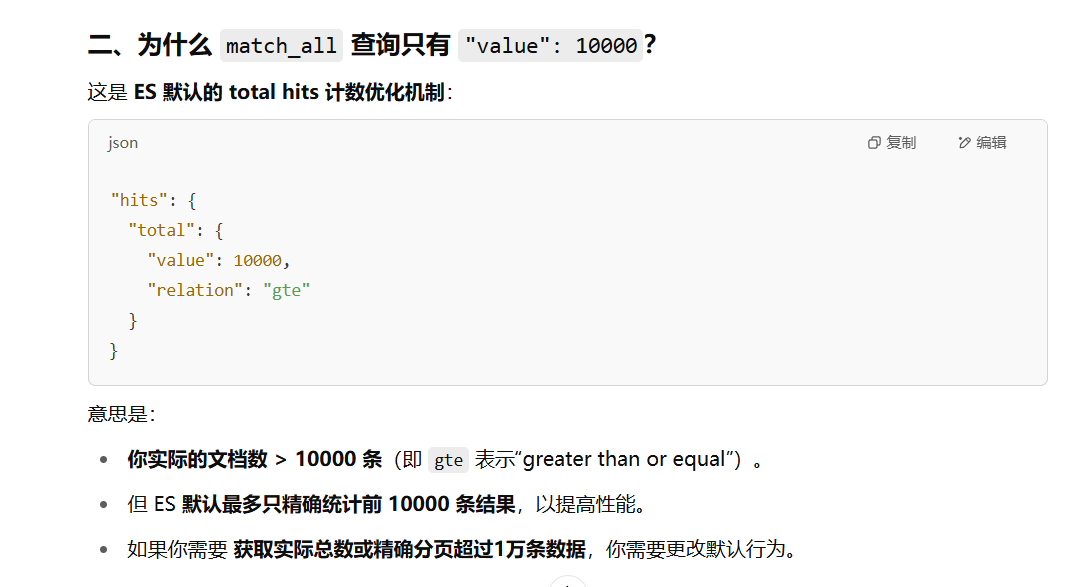 二、为什么 match_all 查询只有 "value": 10000？
这是 ES 默认的 total hits 计数优化机制：
json 复制 编辑
"hits": {
"total": {
"value": 10000,
"relation": "gte"
}
}
意思是：
你实际的文档数 > 10000 条（即 gte 表示“greater than or equal”）。
但 ES 默认最多只精确统计前 10000 条结果，以提高性能。
如果你需要 获取实际总数或精确分页超过1万条数据，你需要更改默认行为。